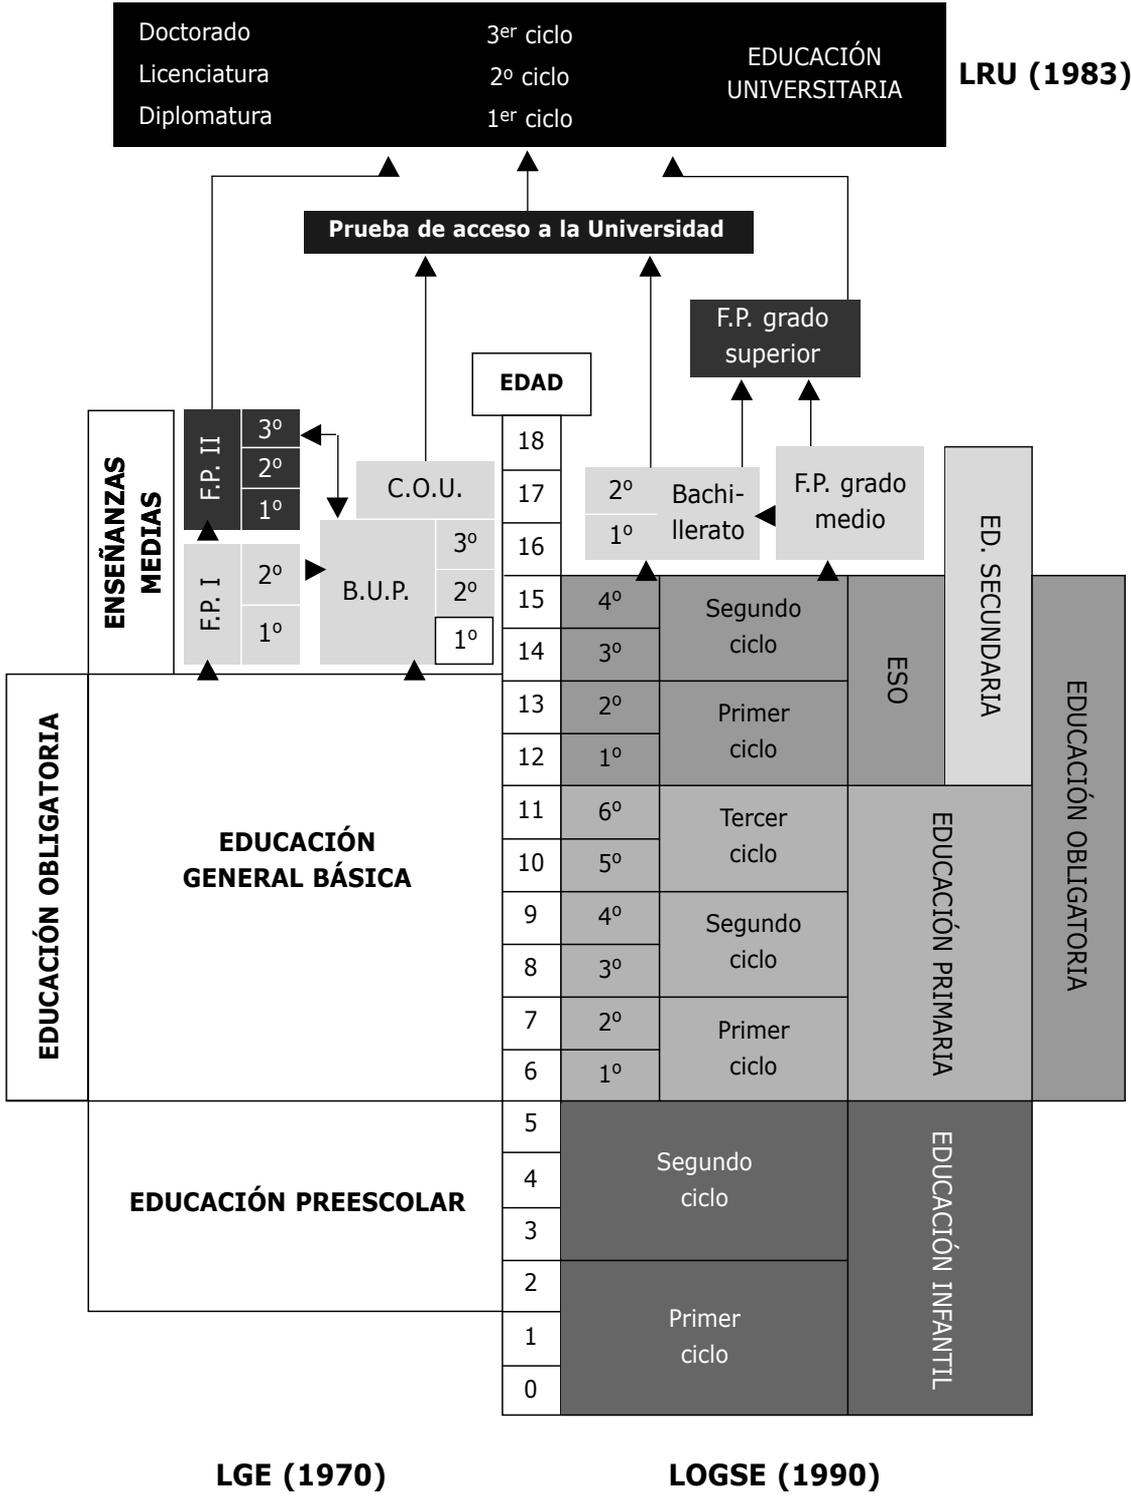 Doctorado
3er ciclo
Licenciatura
2º ciclo
Diplomatura
1er ciclo
EDUCACIÓN
UNIVERSITARIA
LRU (1983)
Prueba de acceso a la Universidad
F.P. grado
superior
EDAD
ENSEÑANZAS
MEDIAS
F.P. II
3º
2º
1º
F.P. I
2º
1º
C.O.U.
B.U.P.
3º
2º
1º
EDUCACIÓN OBLIGATORIA
EDUCACIÓN
GENERAL BÁSICA
EDUCACIÓN PREESCOLAR
18
17
16
15
14
13
12
11
10
9
8
7
6
5
4
3
2
1
0
2º
1º
Bachi-
llerato
F.P. grado
medio
4º
3º
Segundo
ciclo
2º
1º
Primer
ciclo
6º
5º
Tercer
ciclo
4º
3º
Segundo
ciclo
2º
1º
Primer
ciclo
Segundo
ciclo
Primer
ciclo
ESO
ED. SECUNDARIA
EDUCACIÓN PRIMARIA
EDUCACIÓN INFANTIL
EDUCACIÓN OBLIGATORIA
LGE (1970)
LOGSE (1990)